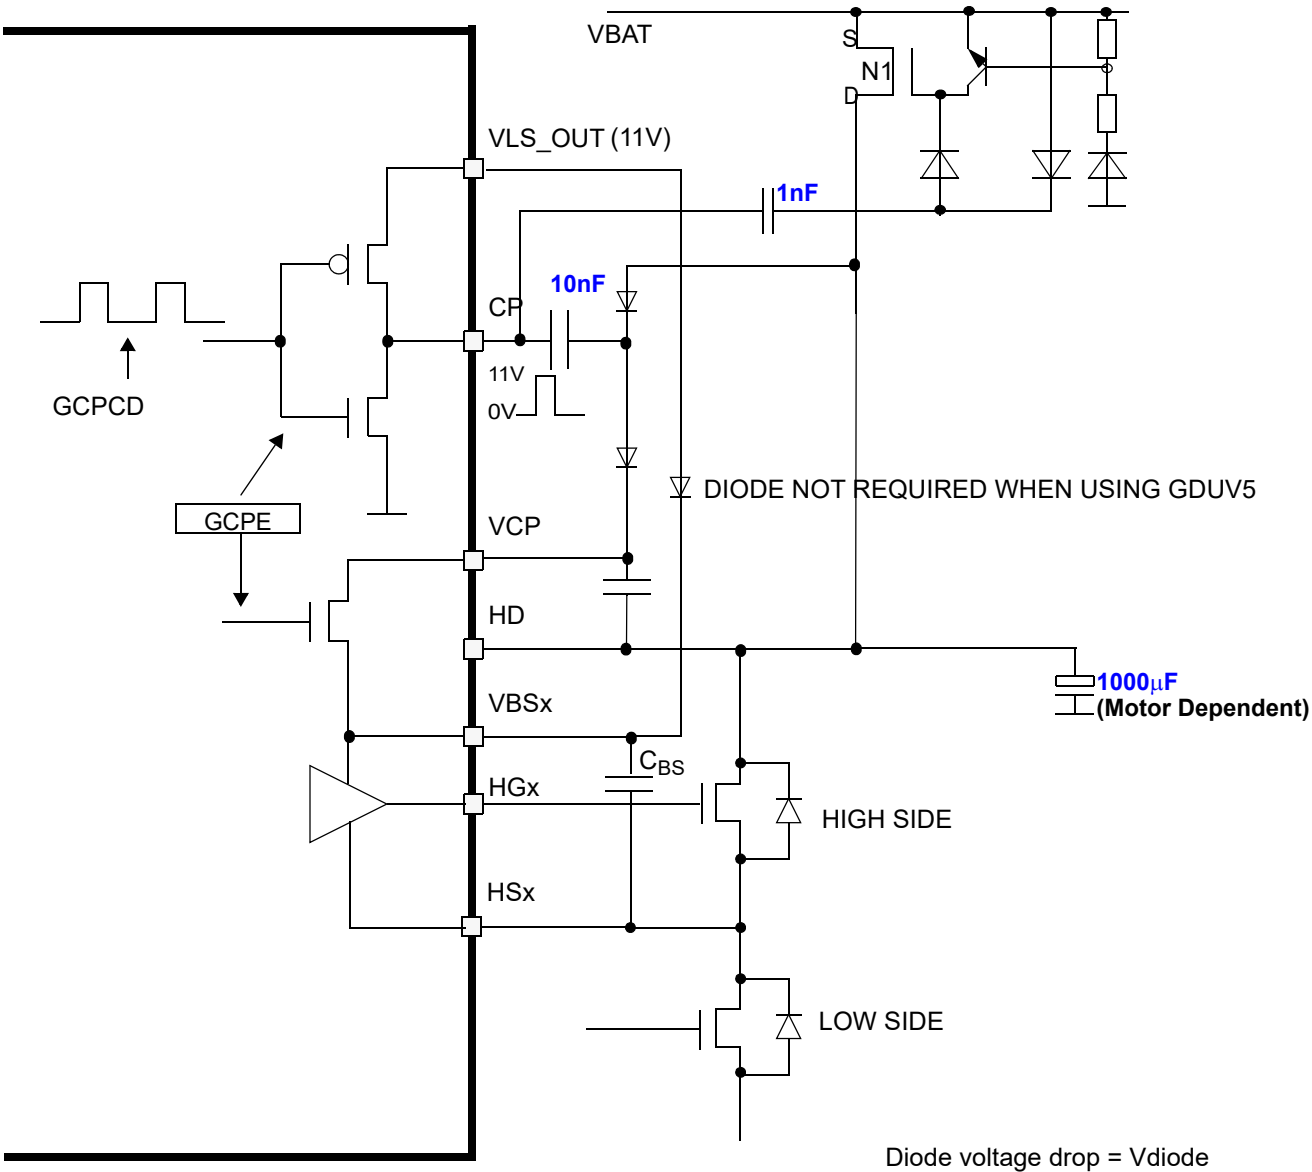 VBAT
S
N1
D
VLS_OUT (11V)
1nF
10nF
CP
11V
0V
GCPCD
DIODE NOT REQUIRED WHEN USING GDUV5
GCPE
VCP
HD
1000μF
(Motor Dependent)
VBSx
CBS
HGx
HIGH SIDE
HSx
LOW SIDE
Diode voltage drop = Vdiode